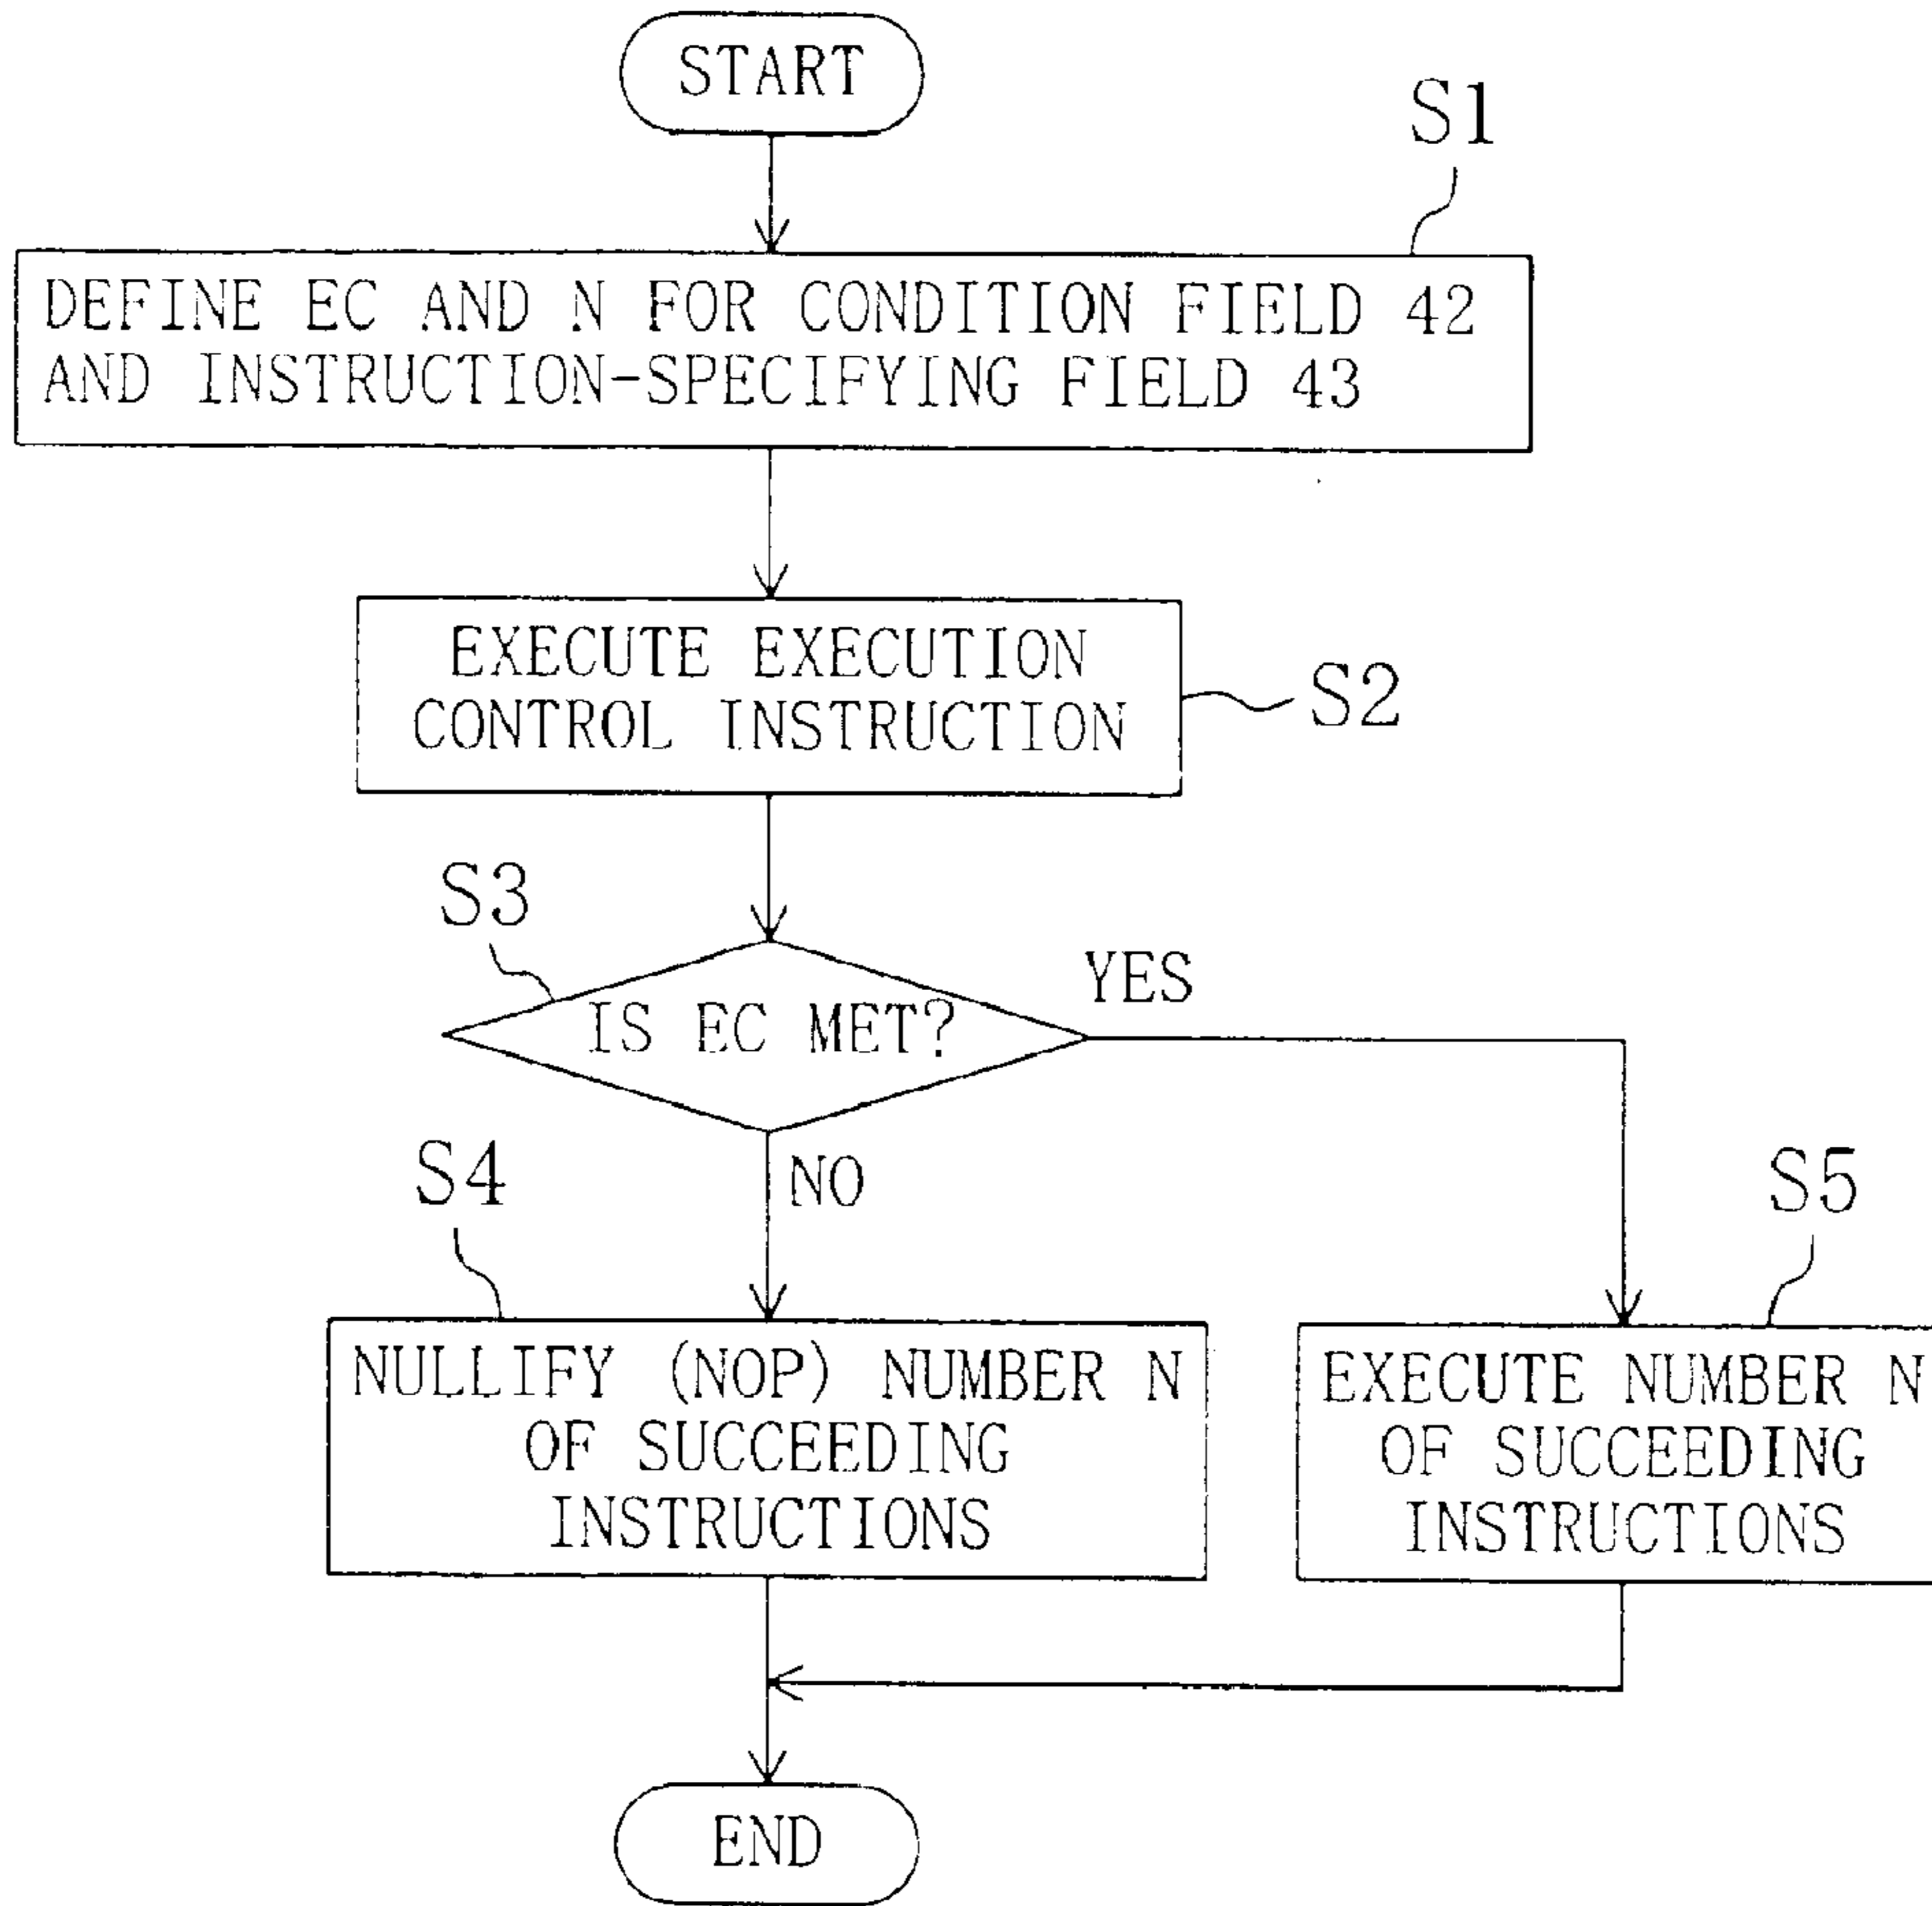 START
S1
DEFINE EC AND N FOR CONDITION FIELD 42
AND INSTRUCTION-SPECIFYING FIELD 43
EXECUTE EXECUTION
CONTROL INSTRUCTION
S2
S3
IS EC MET?
YES
NO
S4
NULLIFY (NOP) NUMBER N
OF SUCCEEDING
INSTRUCTIONS
S5
EXECUTE NUMBER N
OF SUCCEEDING
INSTRUCTIONS
END